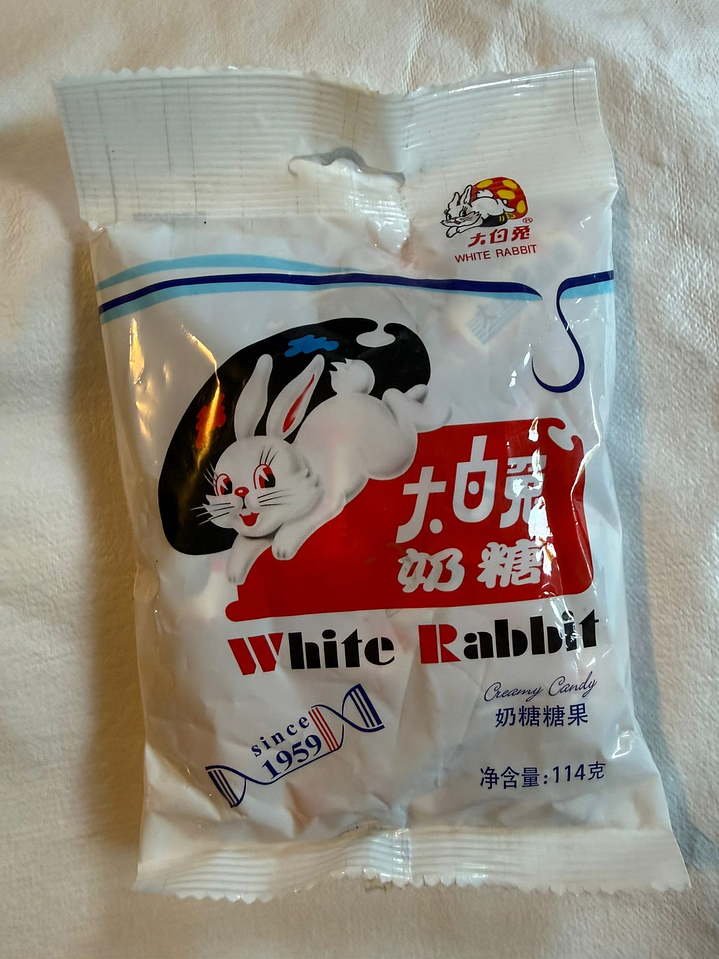 大白兔
WHITE RABBIT
大白兔
奶糖
White Rabbit
Creamy Candy
奶糖糖果
since
1959
净含量:114克